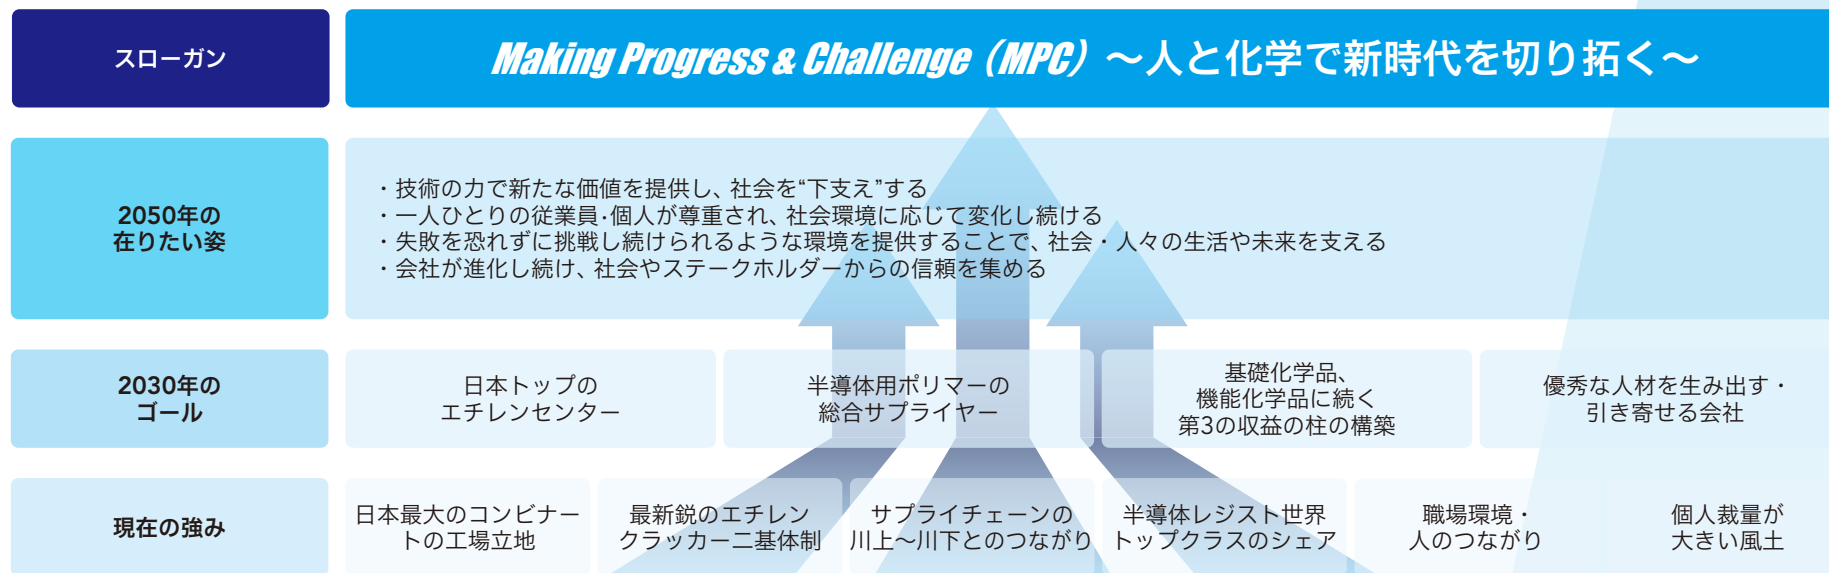 スローガン
Making Progress & Challenge（MPC）～人と化学で新時代を切り拓く～
2050年の
在りたい姿
・技術の力で新たな価値を提供し、社会を“下支え”する
・一人ひとりの従業員・個人が尊重され、社会環境に応じて変化し続ける
・失敗を恐れずに挑戦し続けられるような環境を提供することで、社会・人々の生活や未来を支える
・会社が進化し続け、社会やステークホルダーからの信頼を集める
2030年の
ゴール
日本トップの
エチレンセンター
半導体用ポリマーの
総合サプライヤー
基礎化学品、
機能化学品に続く
第3の収益の柱の構築
優秀な人材を生み出す・
引き寄せる会社
現在の強み
日本最大のコンビナー
トの工場立地
最新鋭のエチレン
クラッカー二基体制
サプライチェーンの
川上～川下とのつながり
半導体レジスト世界
トップクラスのシェア
職場環境・
人のつながり
個人裁量が
大きい風土